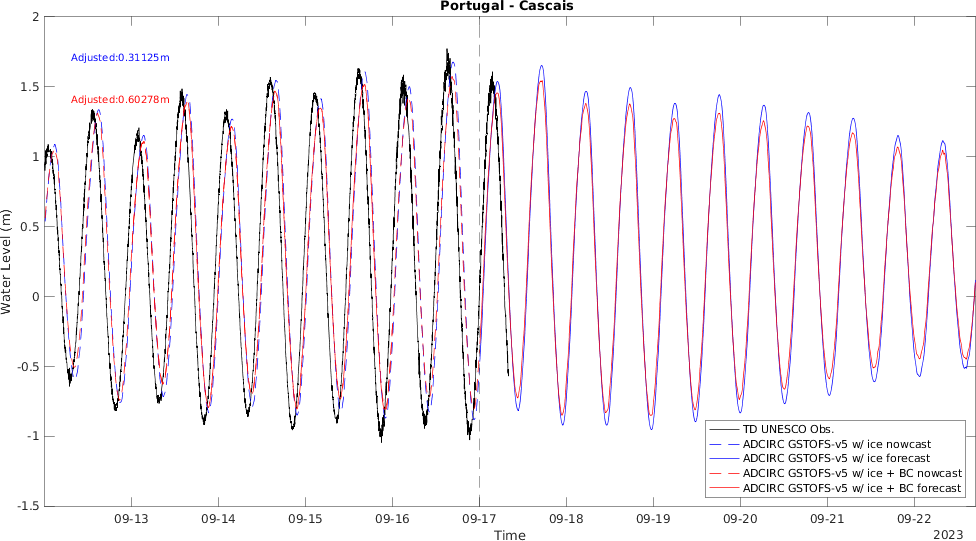 Portugal - Cascais
2
1.5
1
0.5
0
-0.5
-1
-1.5
Water Level (m)
Adjusted:0.31125m
Adjusted:0.60278m
TD UNESCO Obs.
ADCIRC GSTOFS-v5 w/ ice nowcast
ADCIRC GSTOFS-v5 w/ ice forecast
ADCIRC GSTOFS-v5 w/ ice + BC nowcast
ADCIRC GSTOFS-v5 w/ ice + BC forecast
09-13 09-14 09-15 09-16 09-17 09-18 09-19 09-20 09-21 09-22
Time
2023